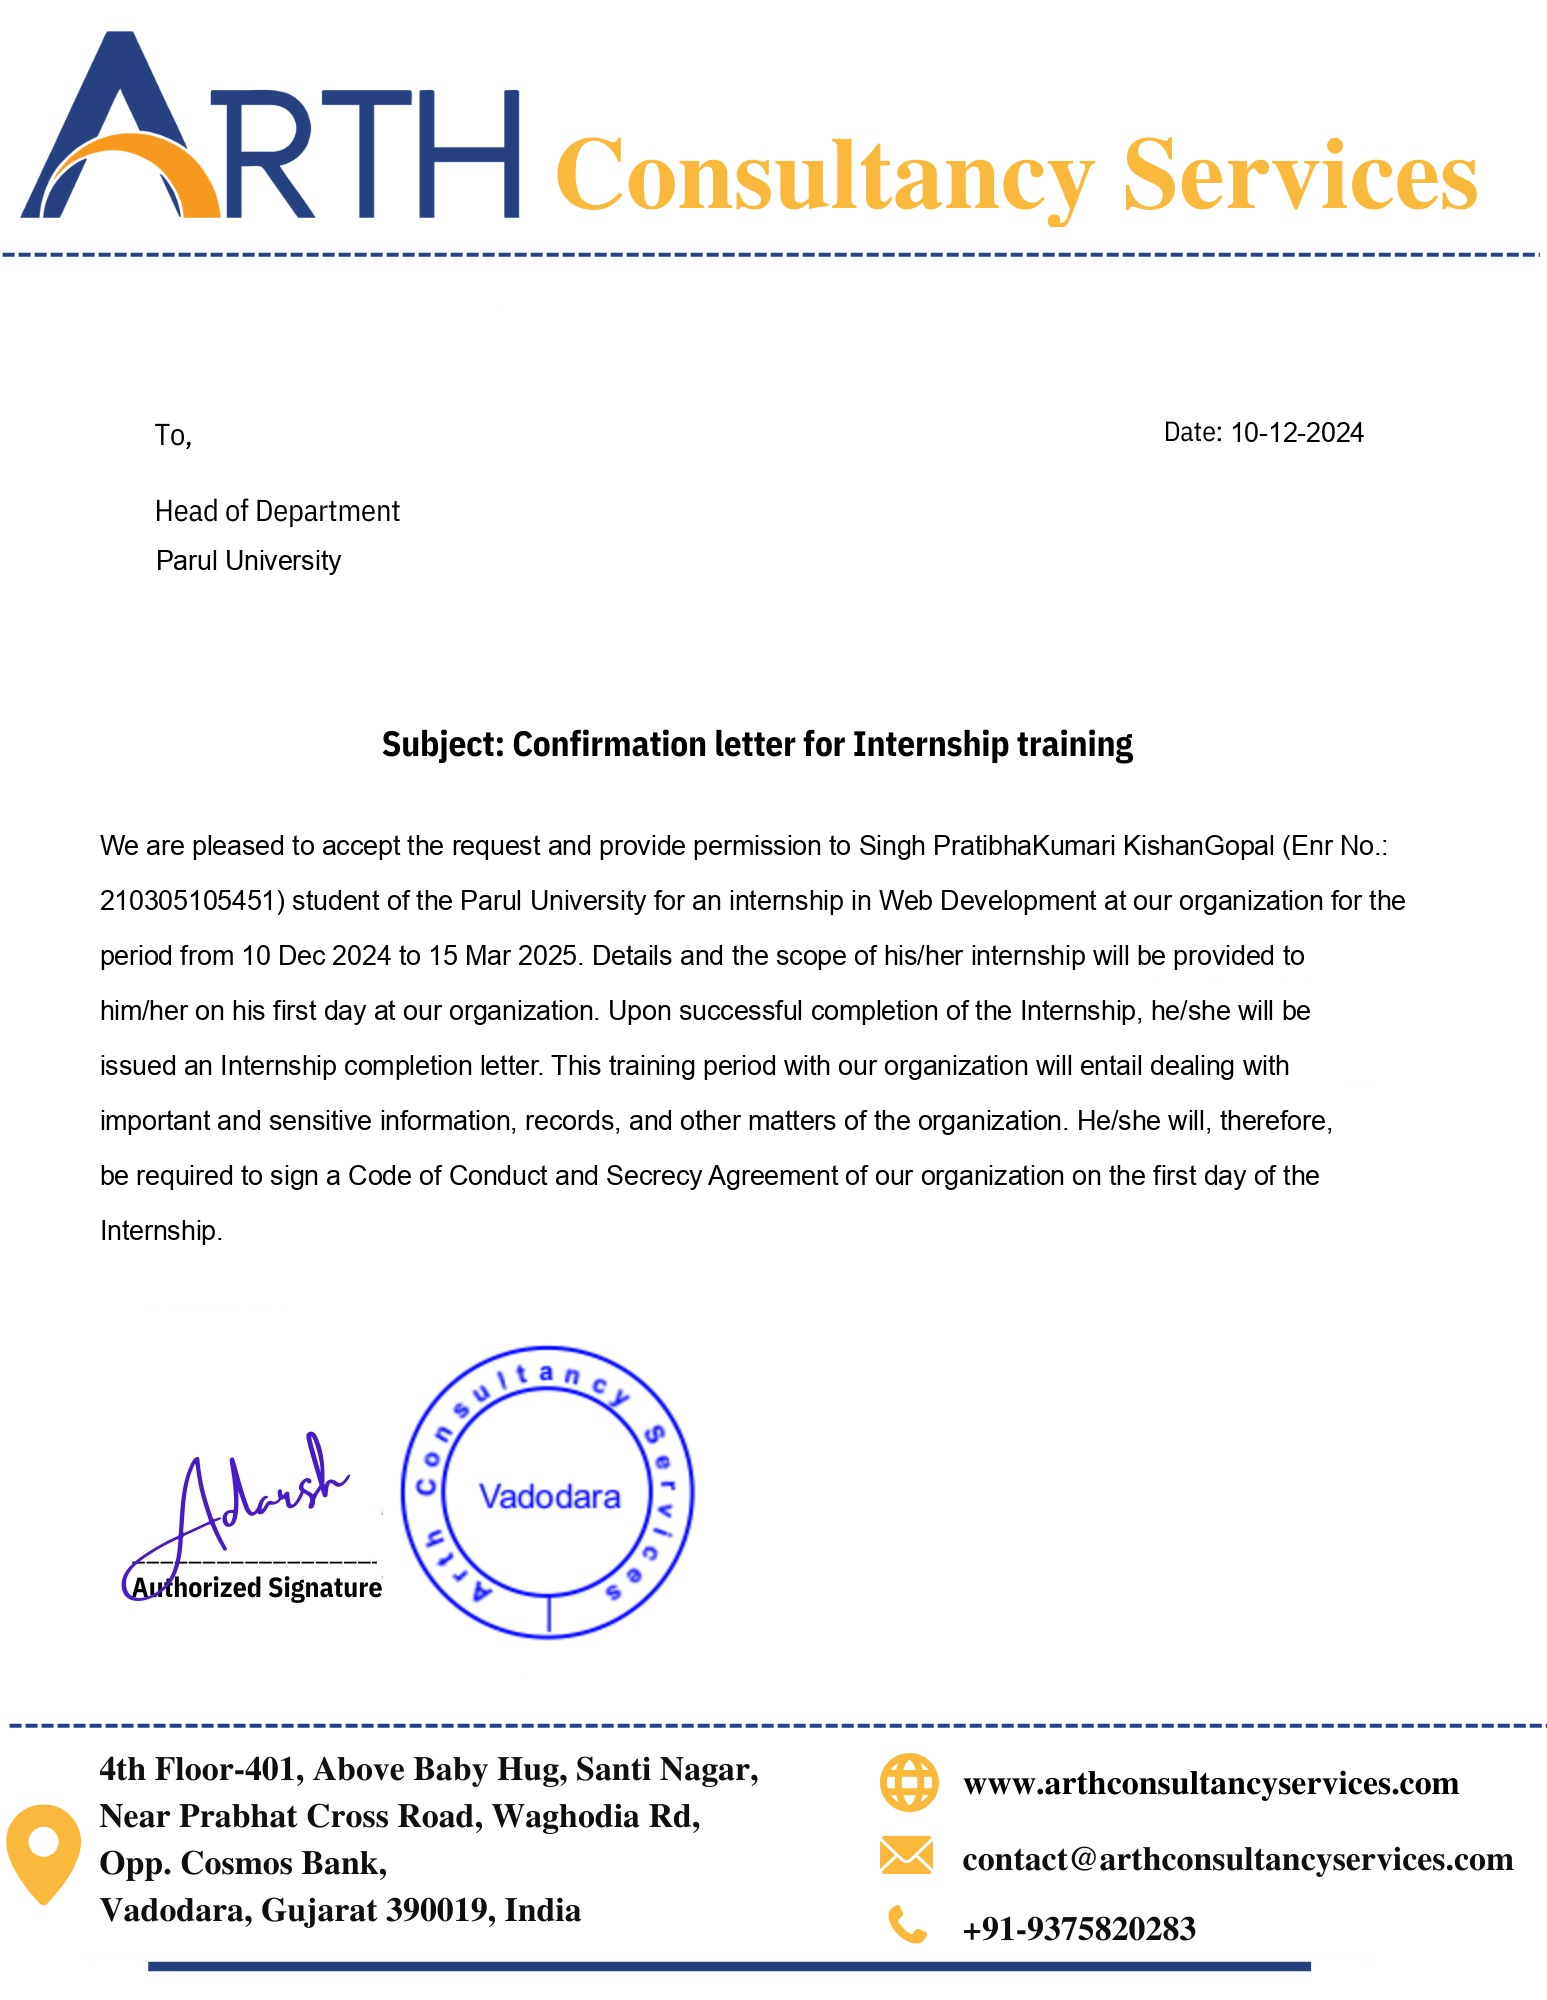 ARTH Consultancy Services
To,
Date: 10-12-2024
Head of Department
Parul University
Subject: Confirmation letter for Internship training
We are pleased to accept the request and provide permission to Singh PratibhaKumari KishanGopal (Enr No.:
210305105451) student of the Parul University for an internship in Web Development at our organization for the
period from 10 Dec 2024 to 15 Mar 2025. Details and the scope of his/her internship will be provided to
him/her on his first day at our organization. Upon successful completion of the Internship, he/she will be
issued an Internship completion letter. This training period with our organization will entail dealing with
important and sensitive information, records, and other matters of the organization. He/she will, therefore,
be required to sign a Code of Conduct and Secrecy Agreement of our organization on the first day of the
Internship.
Adarsh
Authorized Signature
Arth Consultancy Services
Vadodara
4th Floor-401, Above Baby Hug, Santi Nagar,
Near Prabhat Cross Road, Waghodia Rd,
Opp. Cosmos Bank,
Vadodara, Gujarat 390019, India
www.arthconsultancyservices.com
contact@arthconsultancyservices.com
+91-9375820283